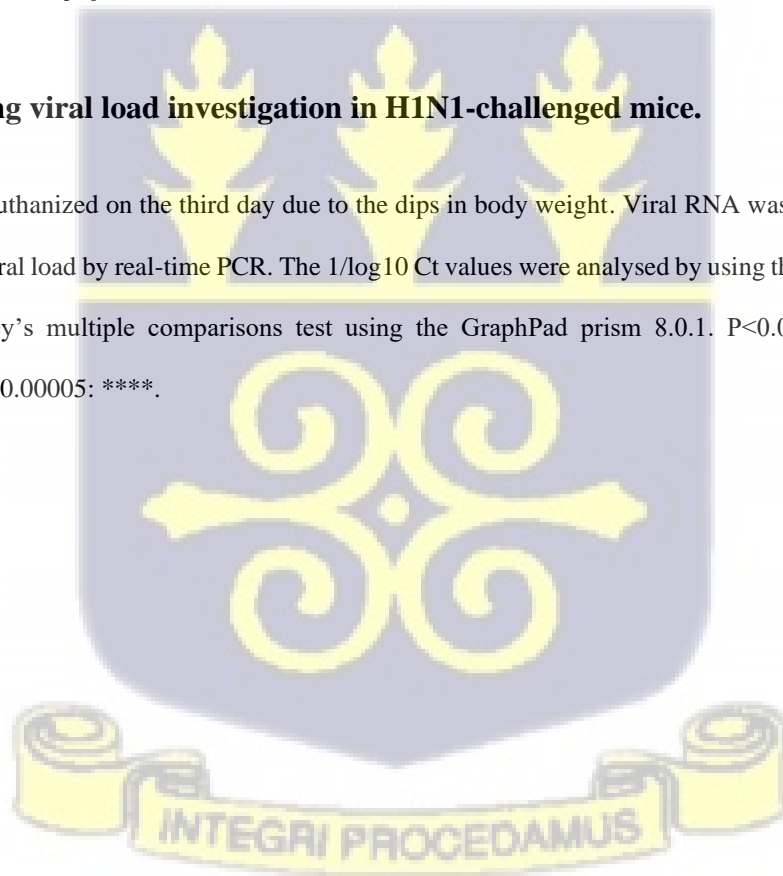 ng viral load investigation in H1N1-challenged mice.
uthanized on the third day due to the dips in body weight. Viral RNA was
ral load by real-time PCR. The 1/log10 Ct values were analysed by using th
y’s multiple comparisons test using the GraphPad prism 8.0.1. P<0.0
0.00005: ****.
INTEGRI PROCEDAMUS